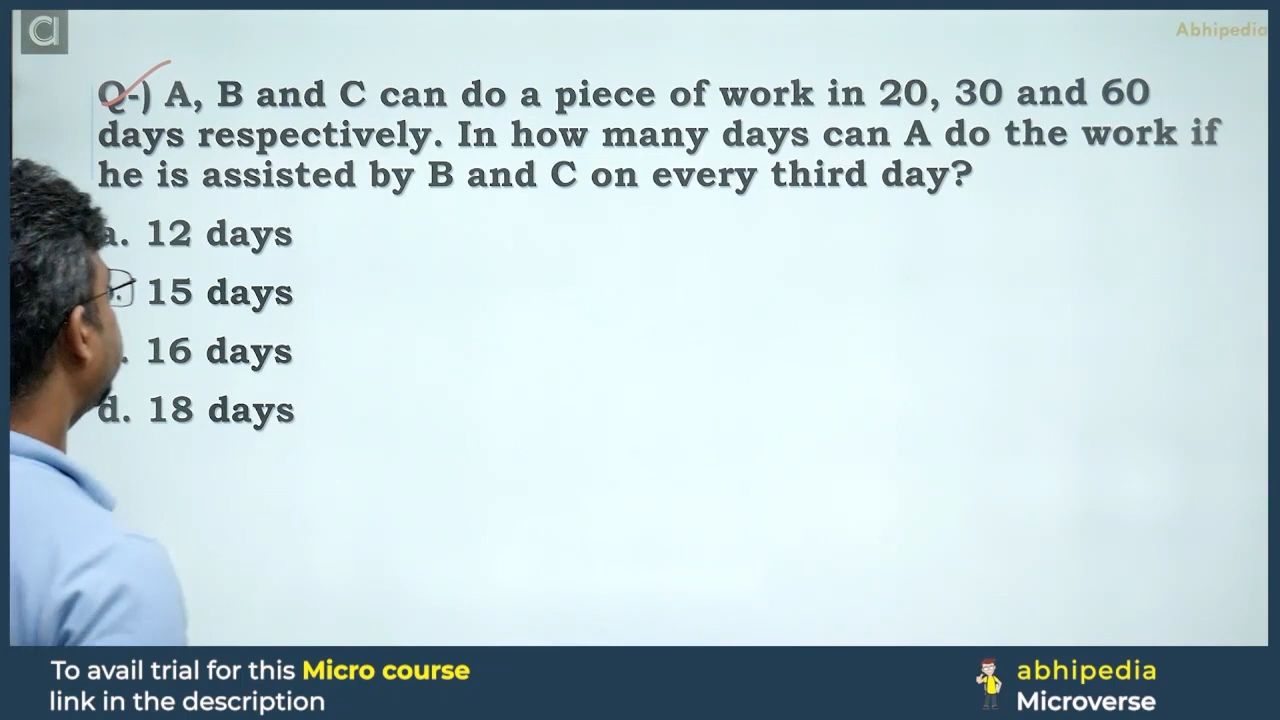 Abhipedia
Q-) A, B and C can do a piece of work in 20, 30 and 60
days respectively. In how many days can A do the work if
he is assisted by B and C on every third day?
a. 12 days
15 days
. 16 days
d. 18 days
To avail trial for this Micro course
link in the description
abhipedia
Microverse